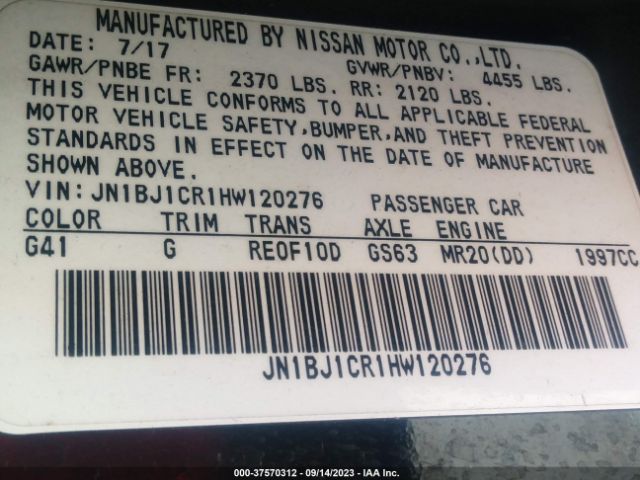 MANUFACTURED BY NISSAN MOTOR CO.,LTD.
DATE: 7/17 GVWR/PNBV: 4455 LBS.
GAWR/PNBE FR: 2370 LBS. RR: 2120 LBS.
THIS VEHICLE CONFORMS TO ALL APPLICABLE FEDERAL
MOTOR VEHICLE SAFETY,BUMPER,AND THEFT PREVENTION
STANDARDS IN EFFECT ON THE DATE OF MANUFACTURE
SHOWN ABOVE.
VIN: JN1BJ1CR1HW120276 PASSENGER CAR
COLOR TRIM TRANS AXLE ENGINE
G41 G RE0F10D GS63 MR20(DD) 1997CC
JN1BJ1CR1HW120276
000-37570312 - 09/14/2023 - IAA Inc.